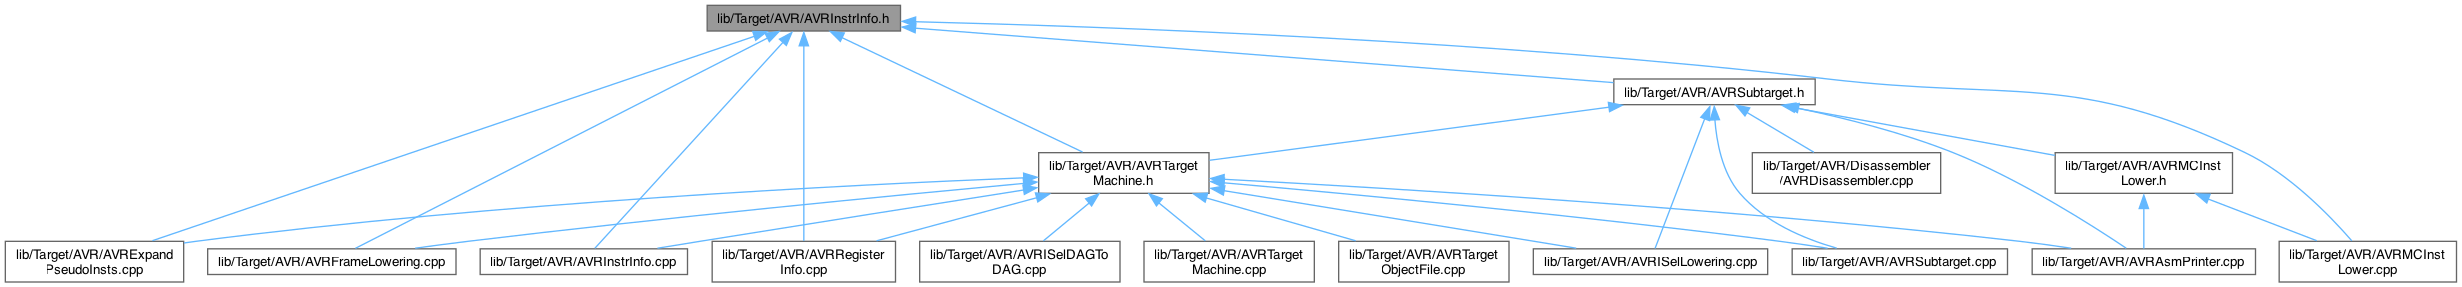 lib/Target/AVR/AVRInstrInfo.h
lib/Target/AVR/AVRSubtarget.h
lib/Target/AVR/AVRTarget
Machine.h
lib/Target/AVR/Disassembler
/AVRDisassembler.cpp
lib/Target/AVR/AVRMCInst
Lower.h
lib/Target/AVR/AVRExpand
PseudoInsts.cpp
lib/Target/AVR/AVRFrameLowering.cpp
lib/Target/AVR/AVRInstrInfo.cpp
lib/Target/AVR/AVRRegister
Info.cpp
lib/Target/AVR/AVRISelDAGTo
DAG.cpp
lib/Target/AVR/AVRTarget
Machine.cpp
lib/Target/AVR/AVRTarget
ObjectFile.cpp
lib/Target/AVR/AVRISelLowering.cpp
lib/Target/AVR/AVRSubtarget.cpp
lib/Target/AVR/AVRAsmPrinter.cpp
lib/Target/AVR/AVRMCInst
Lower.cpp